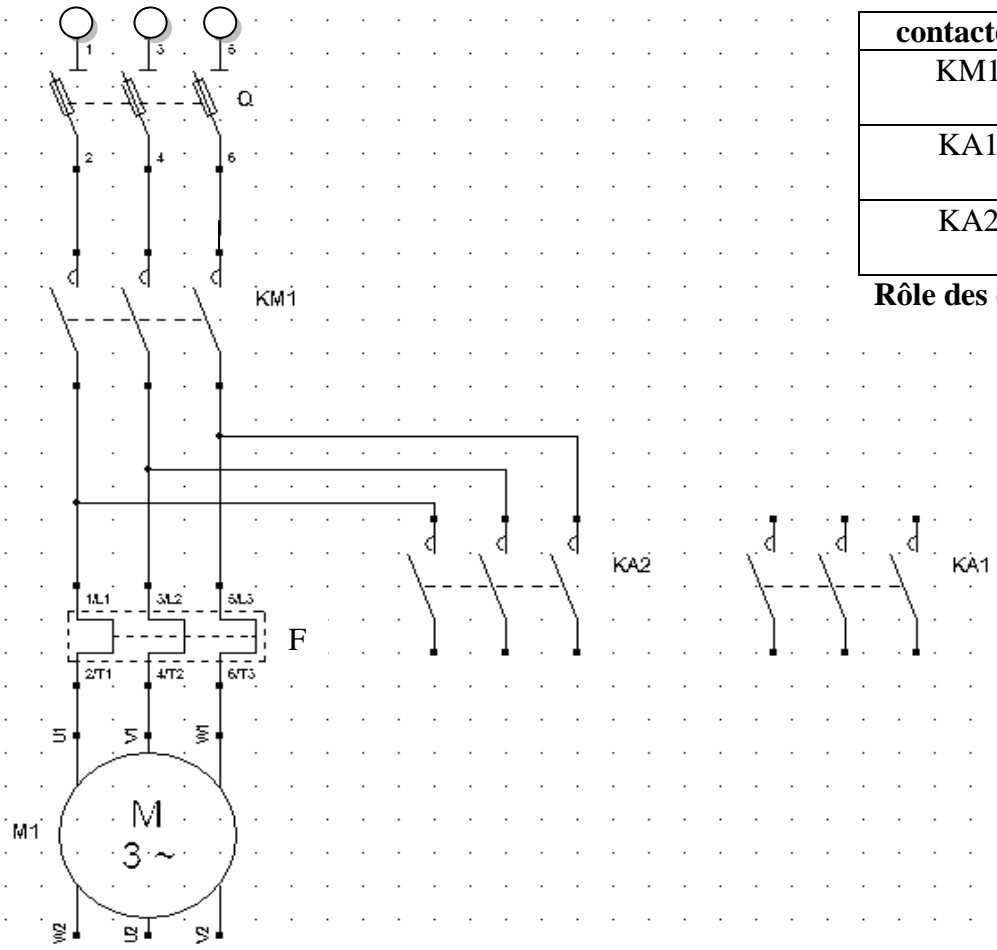 1 3 5
Q
2 4 6
KM1
1/L1 3/L2 5/L3
F
2/T1 4/T2 6/T3
U1 V1 W1
M1
M
3 ~
W2 U2 V2
KA2
KA1
KM1
KA1
KA2
Rôle des